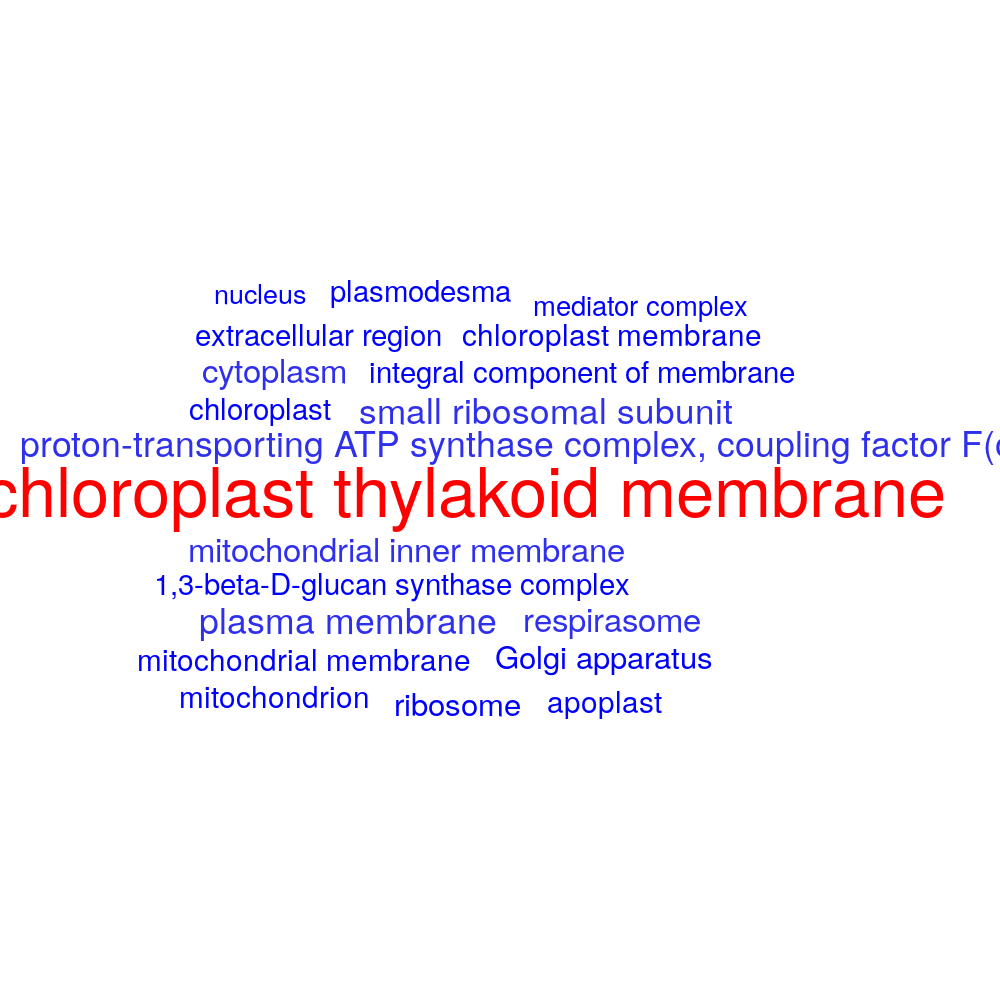 nucleus plasmodesma mediator complex
extracellular region chloroplast membrane
cytoplasm integral component of membrane
chloroplast small ribosomal subunit
proton-transporting ATP synthase complex, coupling factor F(
chloroplast thylakoid membrane
mitochondrial inner membrane
1,3-beta-D-glucan synthase complex
plasma membrane respirasome
mitochondrial membrane Golgi apparatus
mitochondrion ribosome apoplast